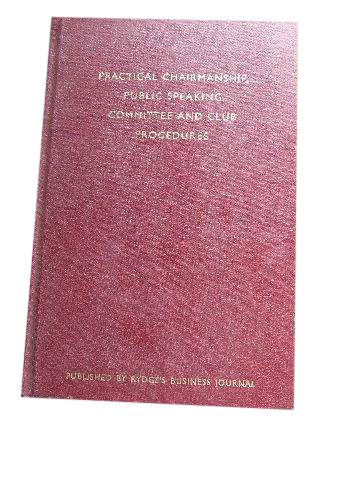 PRACTICAL CHAIRMANSHIP,
PUBLIC SPEAKING,
COMMITTEE AND CLUB
PROCEDURES
PUBLISHED BY RYDGE'S BUSINESS JOURNAL